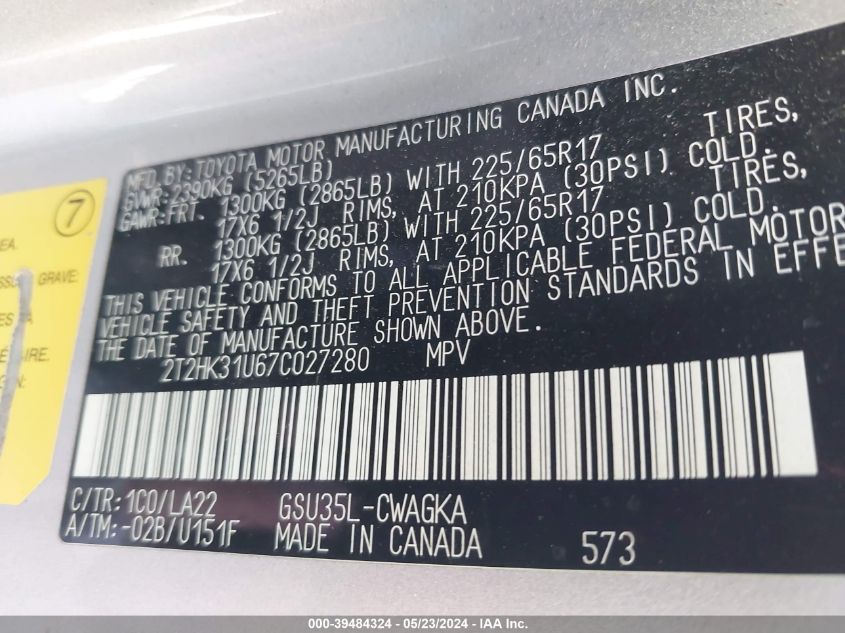 MFD.BY: TOYOTA MOTOR MANUFACTURING CANADA INC.
GVWR: 2390KG (5265LB)
GAWR: FRT. 1300KG (2865LB) WITH 225/65R17 TIRES,
17X6 1/2J RIMS, AT 210KPA (30PSI) COLD.
RR. 1300KG (2865LB) WITH 225/65R17 TIRES,
17X6 1/2J RIMS, AT 210KPA (30PSI) COLD.
THIS VEHICLE CONFORMS TO ALL APPLICABLE FEDERAL MOTOR
VEHICLE SAFETY AND THEFT PREVENTION STANDARDS IN EFFE
THE DATE OF MANUFACTURE SHOWN ABOVE.
2T2HK31U67C027280 MPV
C/TR: 1C0/LA22 GSU35L-CWAGKA
A/TM: -02B/U151F MADE IN CANADA 573
7
EA.
GRAVE.
000-39484324 - 05/23/2024 - IAA Inc.